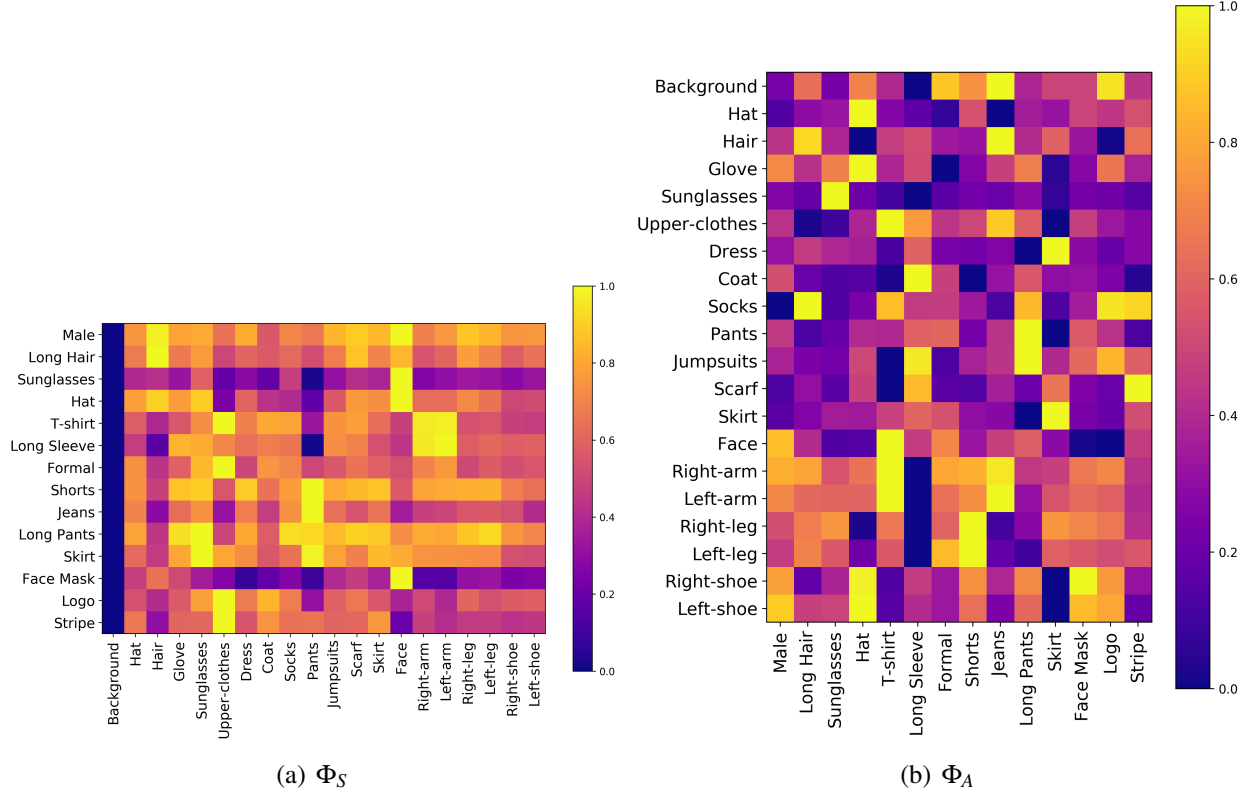 Male
Long Hair
Sunglasses
Hat
T-shirt
Long Sleeve
Formal
Shorts
Jeans
Long Pants
Skirt
Face Mask
Logo
Stripe
Background
Hat
Hair
Glove
Sunglasses
Upper-clothes
Dress
Coat
Socks
Pants
Jumpsuits
Scarf
Skirt
Face
Right-arm
Left-arm
Right-leg
Left-leg
Right-shoe
Left-shoe
1.0
0.8
0.6
0.4
0.2
0.0
(a) Φ_S
Background
Hat
Hair
Glove
Sunglasses
Upper-clothes
Dress
Coat
Socks
Pants
Jumpsuits
Scarf
Skirt
Face
Right-arm
Left-arm
Right-leg
Left-leg
Right-shoe
Left-shoe
Male
Long Hair
Sunglasses
Hat
T-shirt
Long Sleeve
Formal
Shorts
Jeans
Long Pants
Skirt
Face Mask
Logo
Stripe
1.0
0.8
0.6
0.4
0.2
0.0
(b) Φ_A